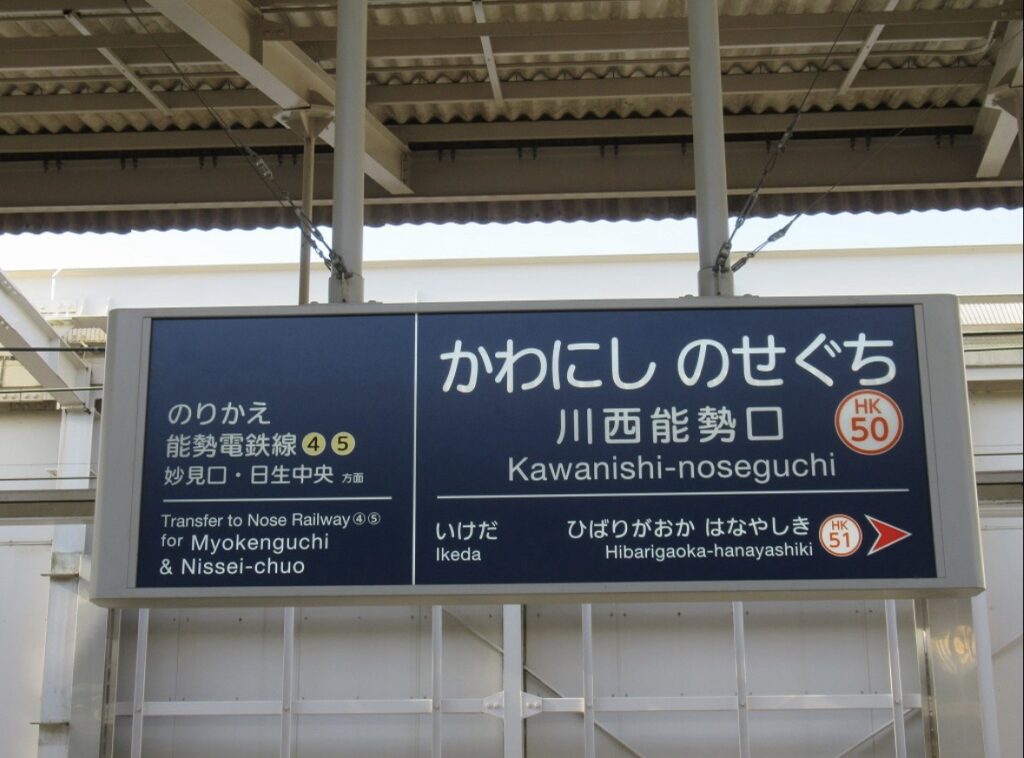 のりかえ
能勢電鉄線④⑤
妙見口・日生中央 方面
Transfer to Nose Railway④⑤
for Myokenguchi
& Nissei-chuo
かわにし のせぐち
川西能勢口
HK
50
Kawanishi-noseguchi
いけだ
Ikeda
ひばりがおか はなやしき
Hibarigaoka-hanayashiki
HK
51